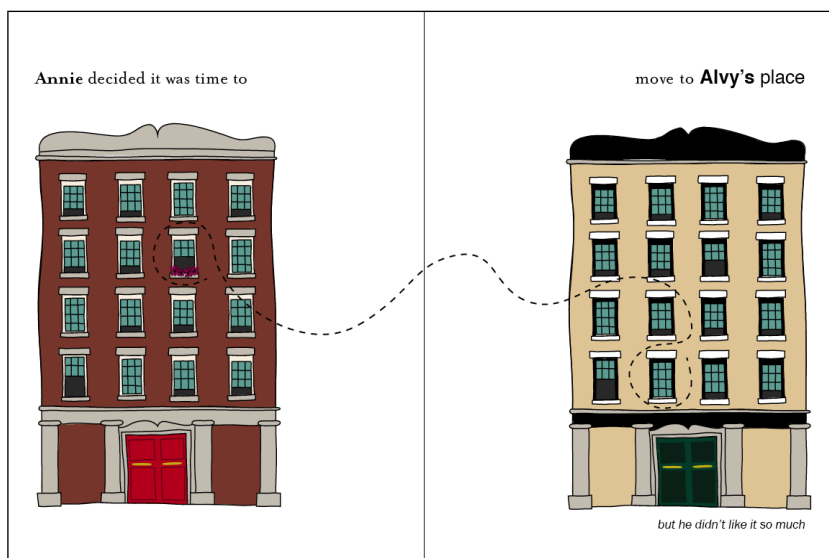 Annie decided it was time to
move to Alvy's place
but he didn't like it so much